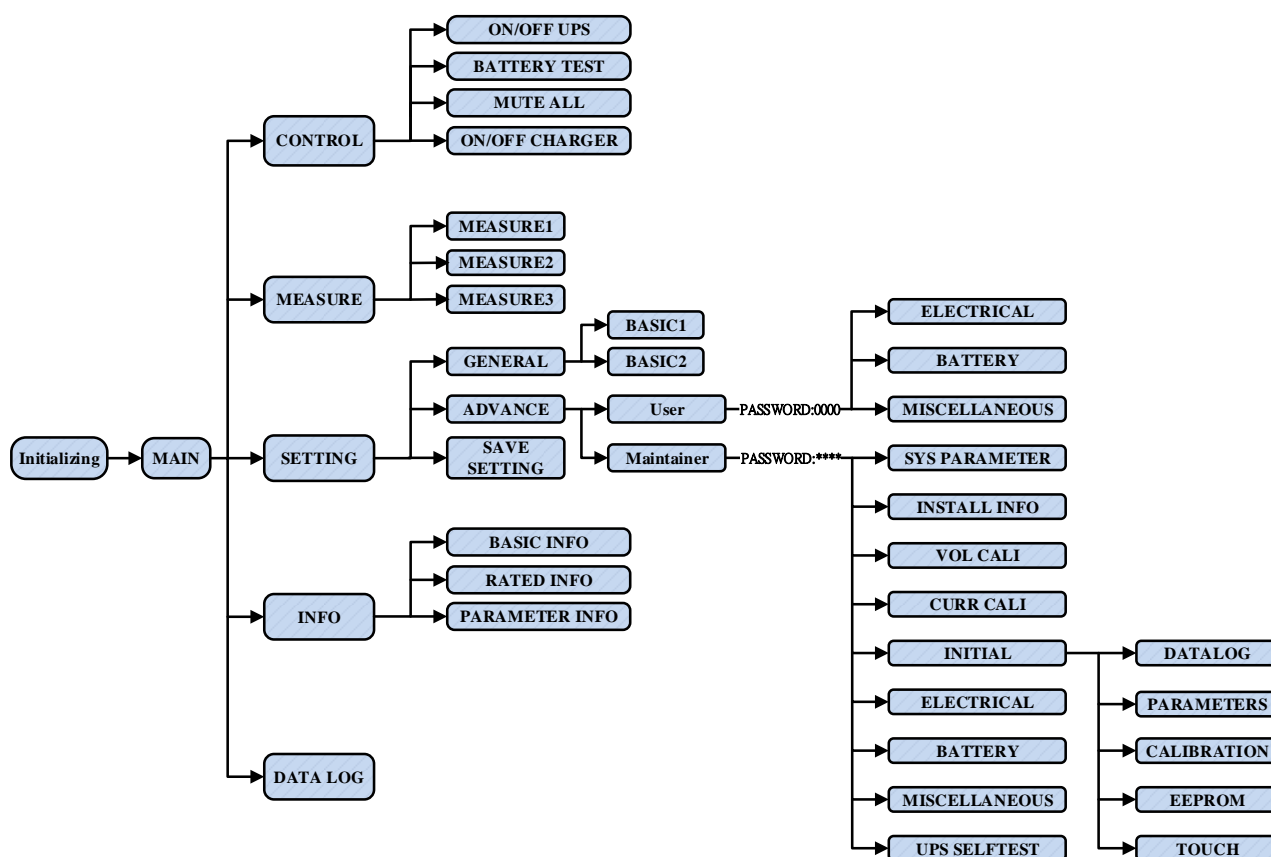 Initializing
MAIN
CONTROL
ON/OFF UPS
BATTERY TEST
MUTE ALL
ON/OFF CHARGER
MEASURE
MEASURE1
MEASURE2
MEASURE3
SETTING
GENERAL
BASIC1
BASIC2
ADVANCE
User
PASSWORD:0000
ELECTRICAL
BATTERY
MISCELLANEOUS
Maintainer
PASSWORD:****
SYS PARAMETER
INSTALL INFO
VOL CALI
CURR CALI
INITIAL
DATALOG
PARAMETERS
CALIBRATION
EEPROM
TOUCH
ELECTRICAL
BATTERY
MISCELLANEOUS
UPS SELFTEST
SAVE
SETTING
INFO
BASIC INFO
RATED INFO
PARAMETER INFO
DATA LOG